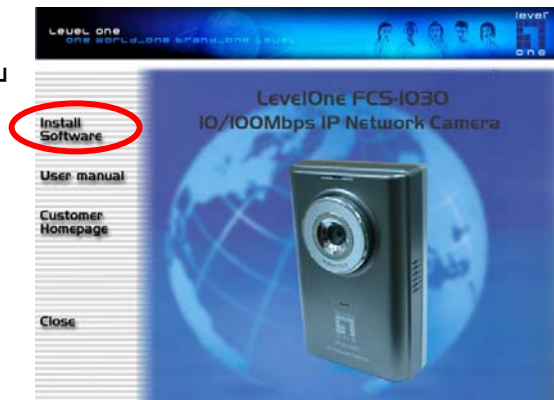 LEVEL ONE
one world_one brand_one Level
level
one
LevelOne FCS-1030
10/100Mbps IP Network Camera
Install
Software
User manual
Customer
Homepage
Close